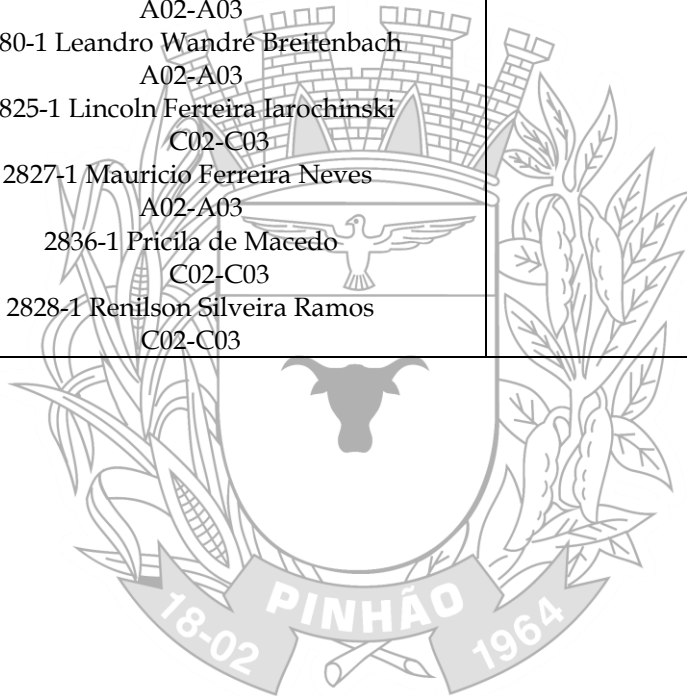 A02-A03
80-1 Leandro Wandré Breitenbach
A02-A03
825-1 Lincoln Ferreira Iarochinski
C02-C03
2827-1 Mauricio Ferreira Neves
A02-A03
2836-1 Pricila de Macedo
C02-C03
2828-1 Renilson Silveira Ramos
C02-C03
PINHÃO
18-02
1964